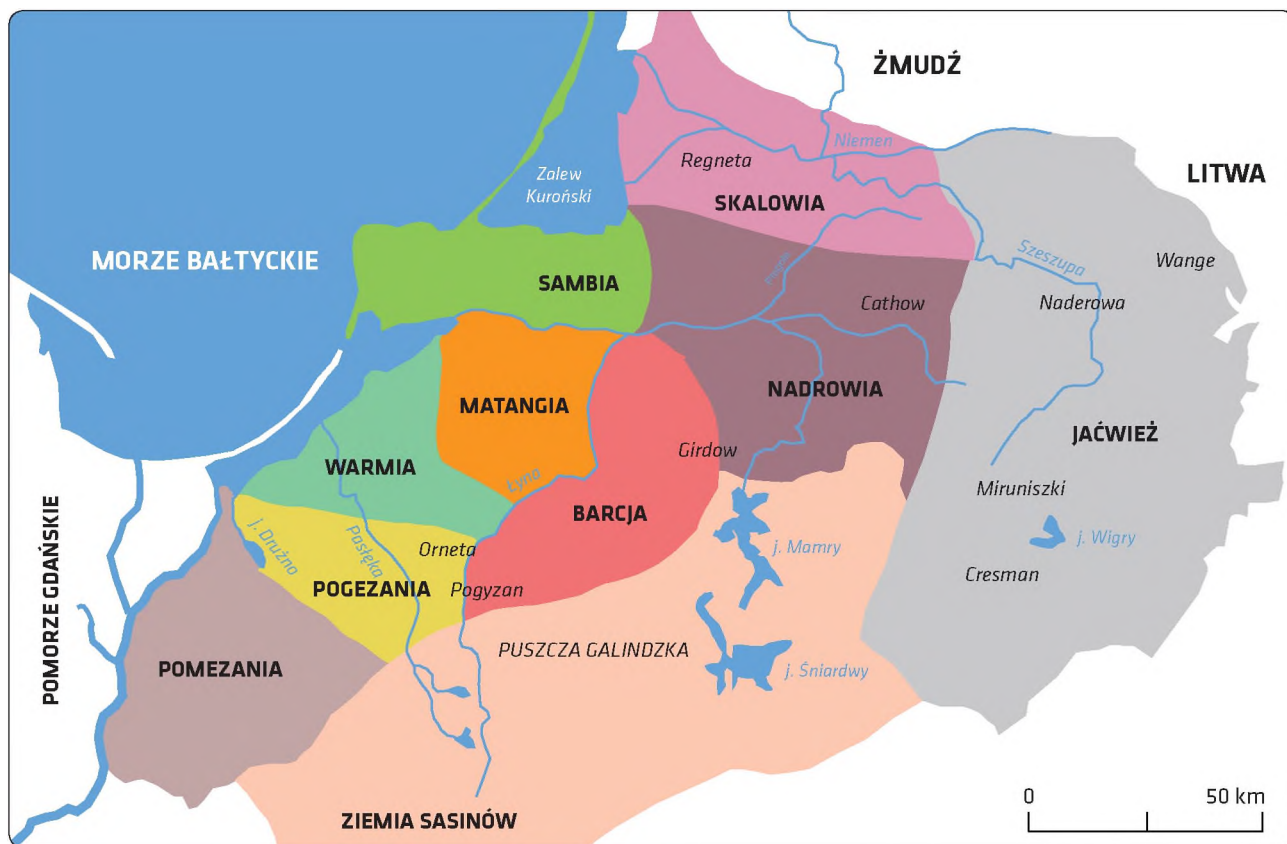 ŻMUDŹ
Niemen
Regneta
LITWA
Zalew
Kuroński
SKALOWIA
MORZE BAŁTYCKIE
Szeszupa
Wange
SAMBIA
Cathow
Naderowa
MATANGIA
NADROWIA
Girdow
JAĆWIEŻ
WARMIA
Łyna
Miruniszki
BARCJA
j. Drużno
Pasłęka
Orneta
j. Mamry
j. Wigry
Cresman
POGEZANIA
Pogyzan
POMORZE GDAŃSKIE
PUSZCZA GALINDZKA
POMEZANIA
j. Śniardwy
0 50 km
ZIEMIA SASINÓW